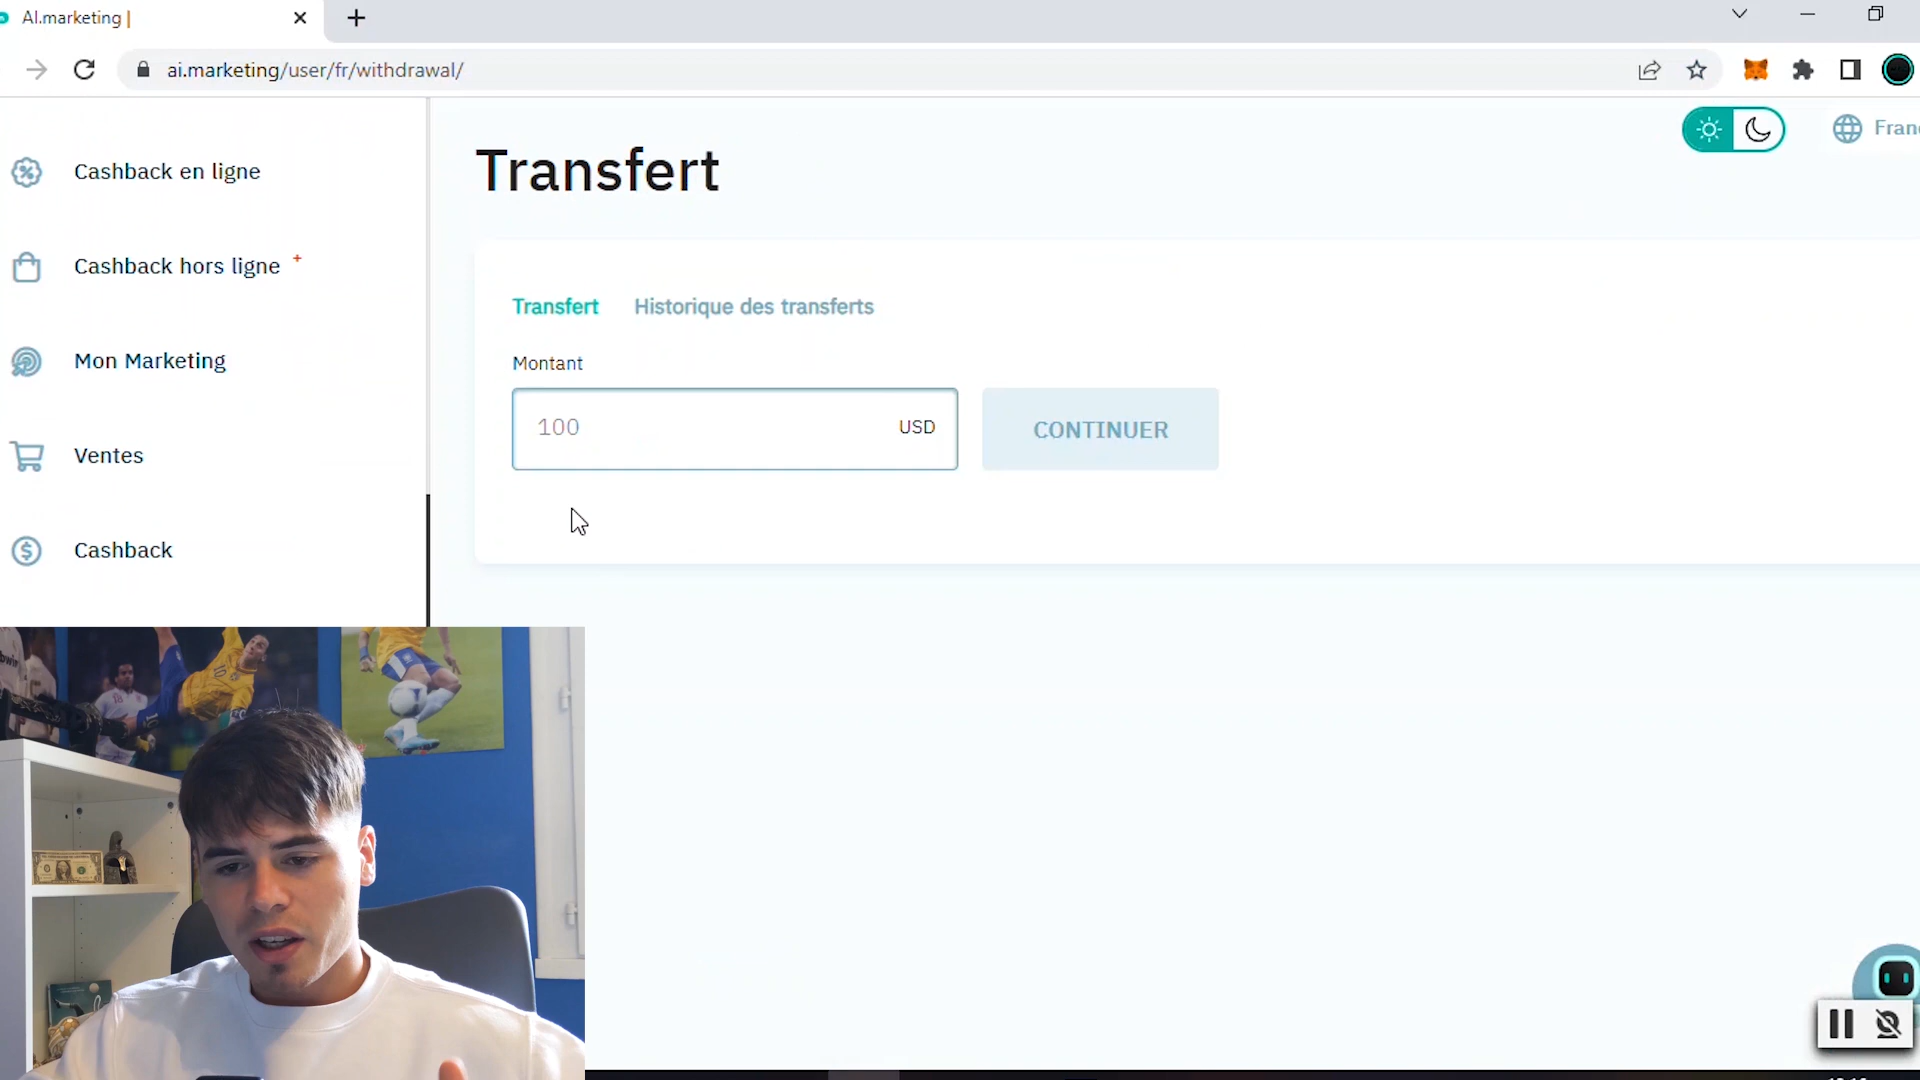 AI.marketing |
ai.marketing/user/fr/withdrawal/
Cashback en ligne
Cashback hors ligne +
Mon Marketing
Ventes
Cashback
Transfert
Transfert Historique des transferts
Montant
100 USD
CONTINUER
10